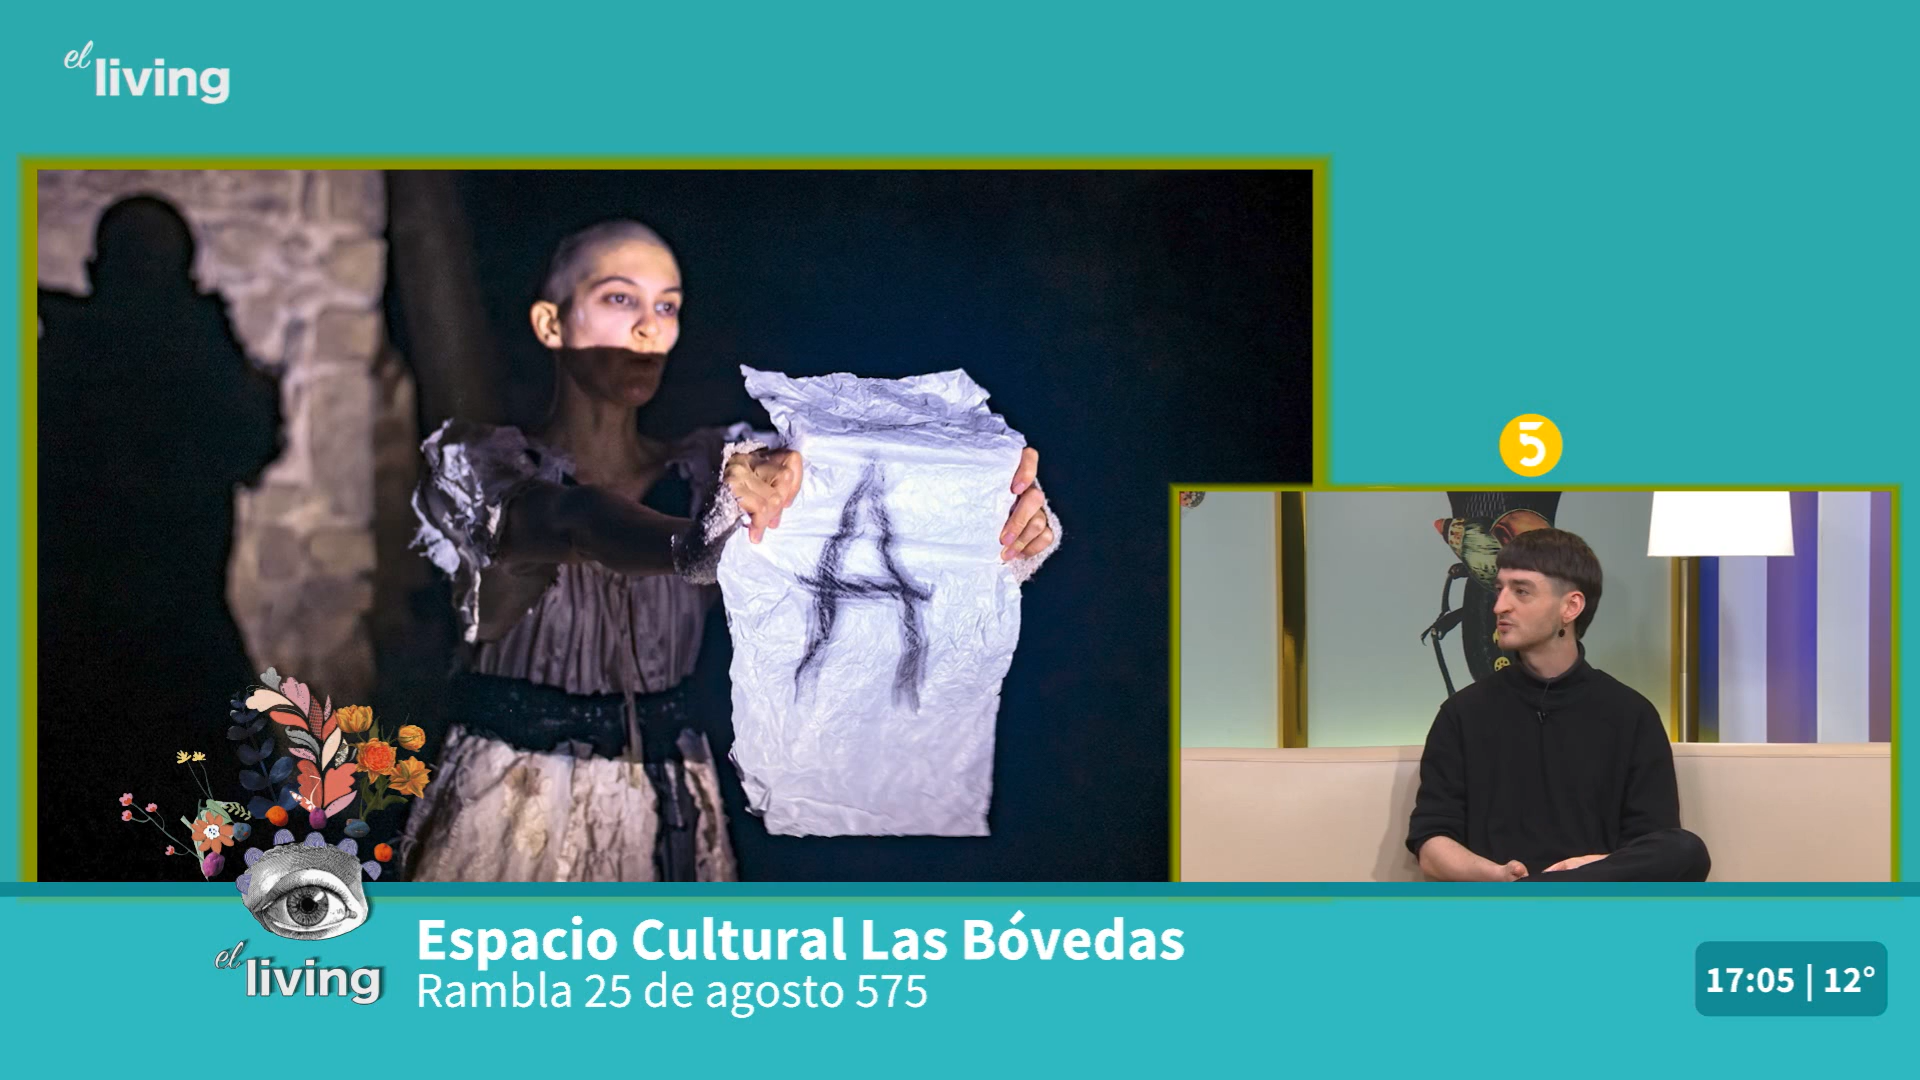 el living
A
5
Espacio Cultural Las Bóvedas
Rambla 25 de agosto 575
el living
17:05 | 12°